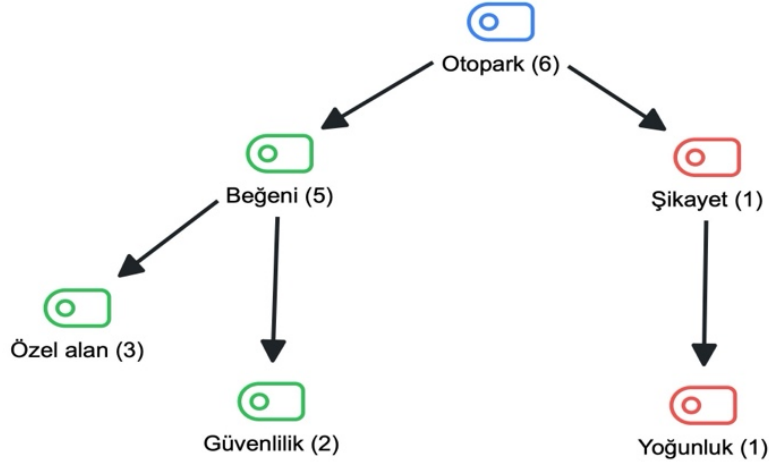 Otopark (6)
Beğeni (5)
Şikayet (1)
Özel alan (3)
Güvenlilik (2)
Yoğunluk (1)